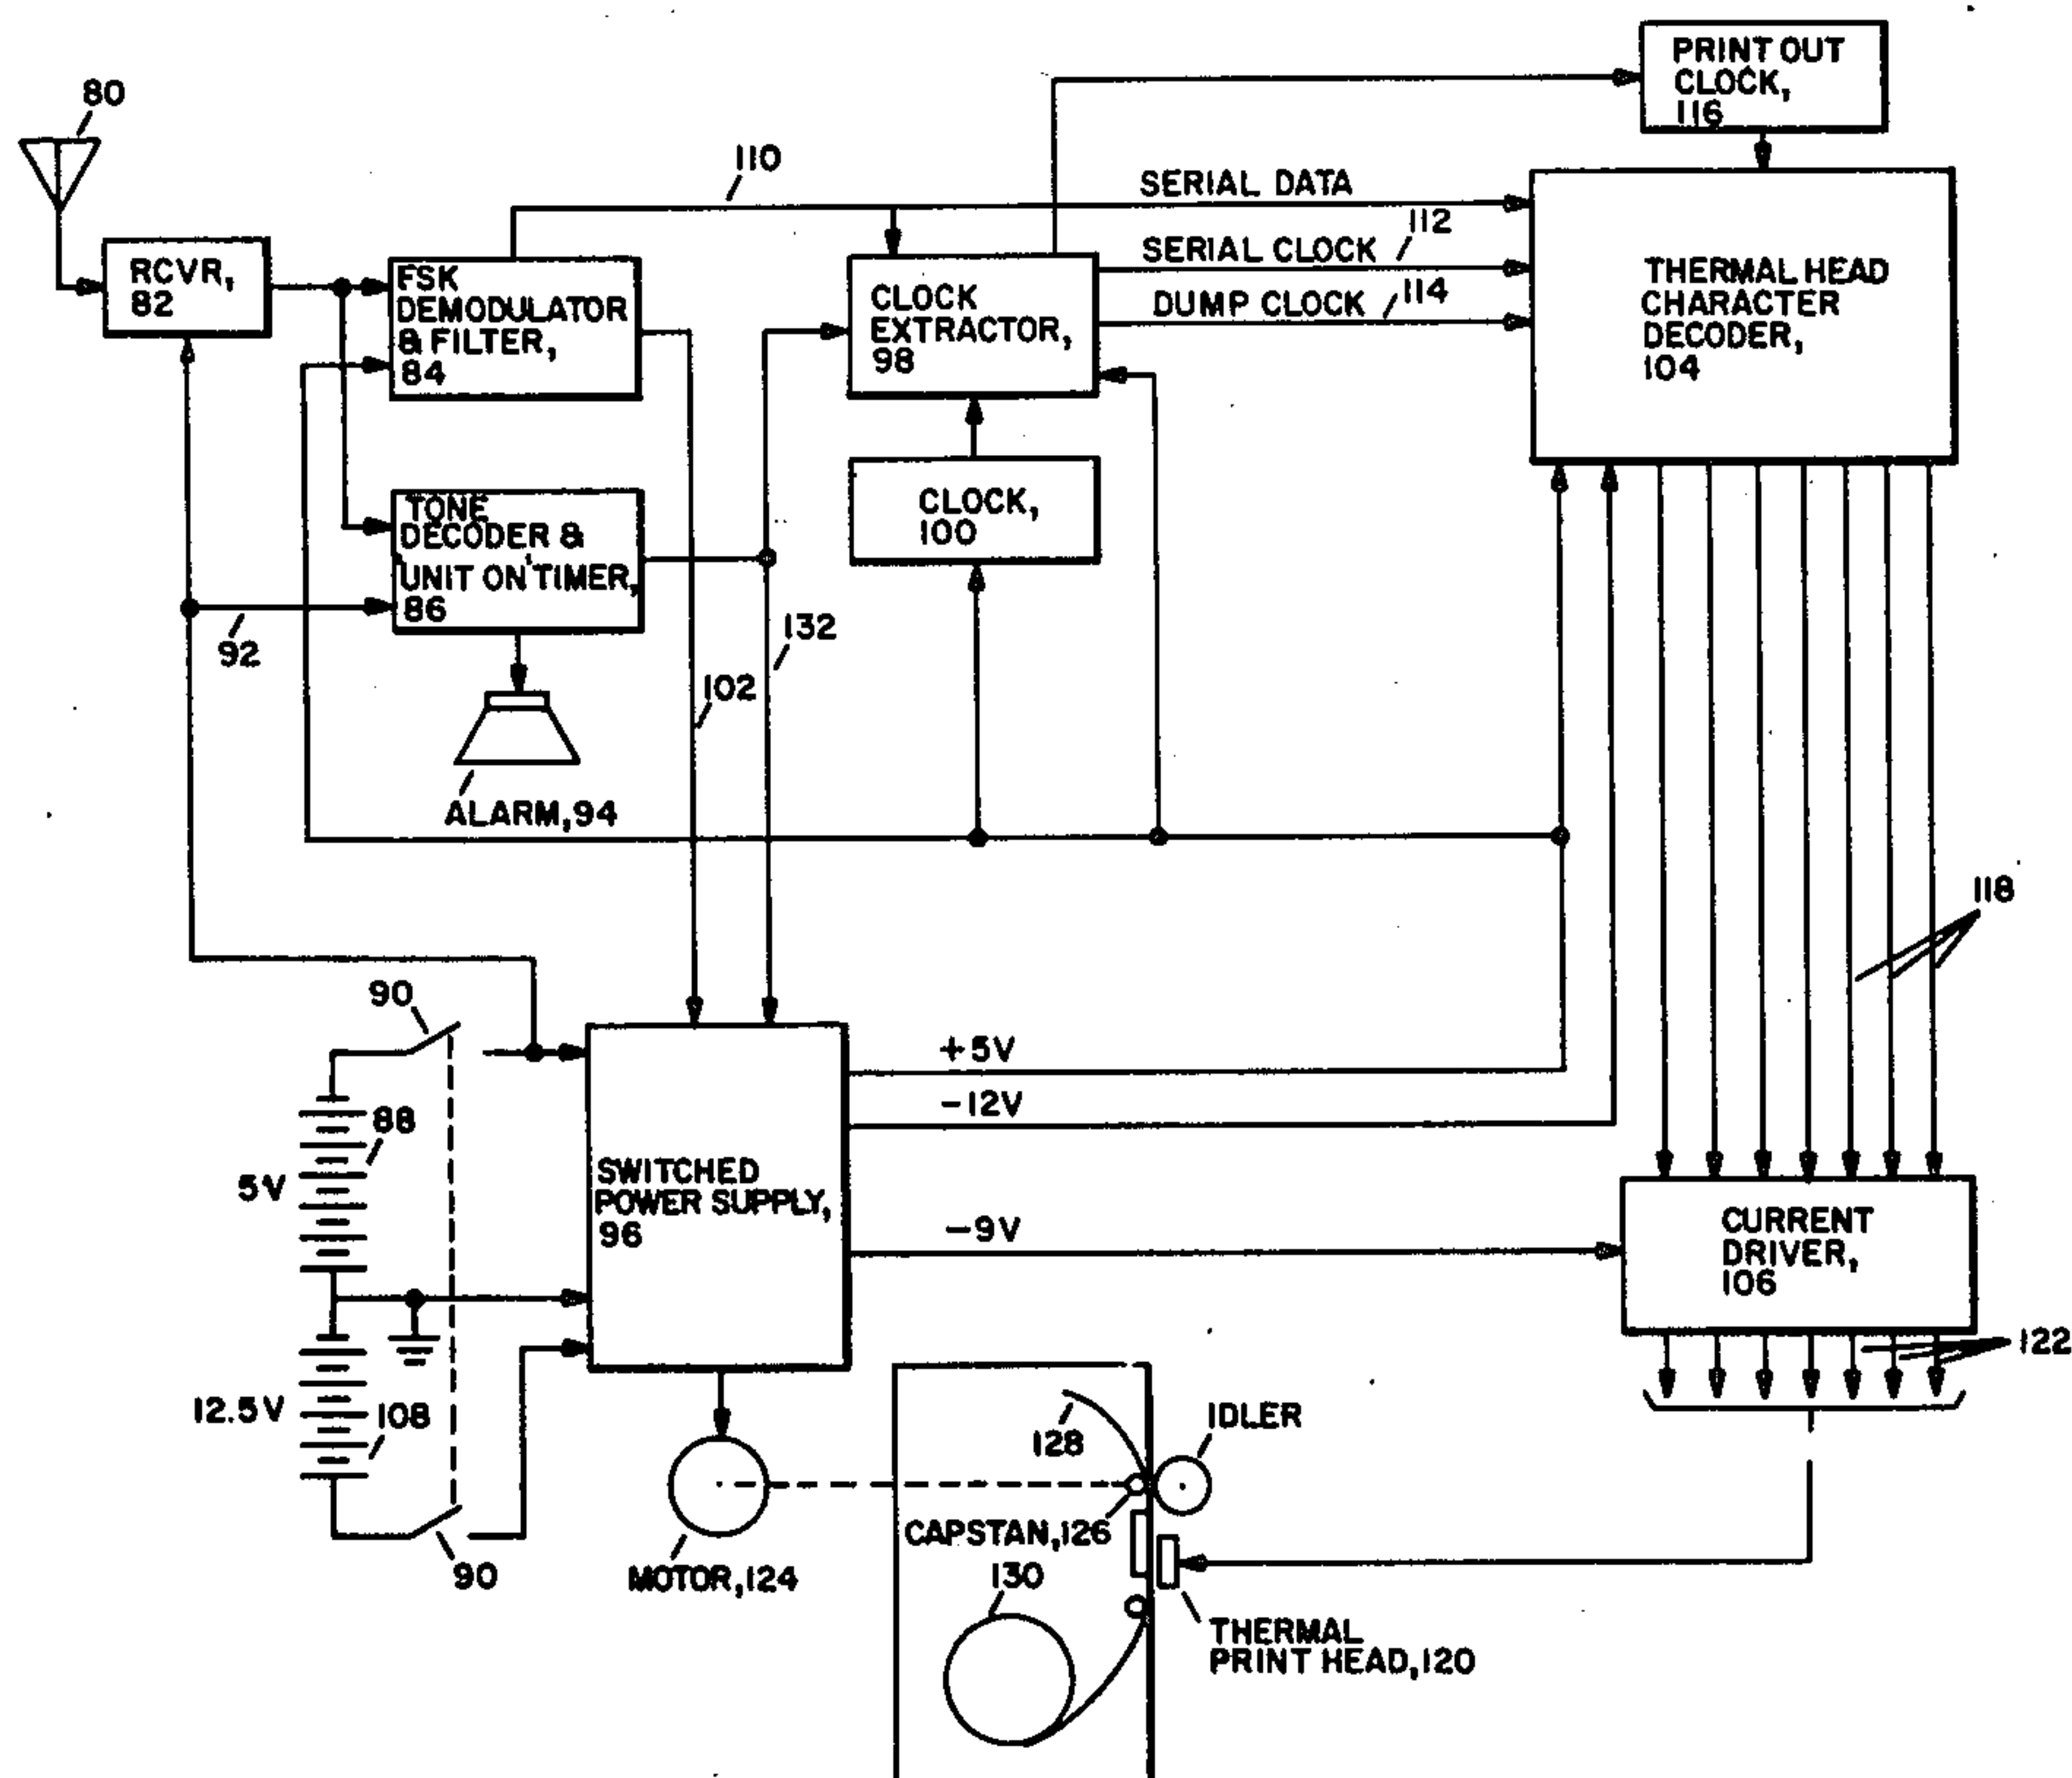 PRINT OUT
CLOCK,
116
80
110
SERIAL DATA
112
SERIAL CLOCK
DUMP CLOCK
114
RCVR,
82
FSK
DEMODULATOR
& FILTER,
84
CLOCK
EXTRACTOR,
98
THERMAL HEAD
CHARACTER
DECODER,
104
TONE
DECODER &
"UNIT ON" TIMER,
86
CLOCK,
100
92
132
102
ALARM, 94
118
90
+5V
-12V
88
5V
SWITCHED
POWER SUPPLY,
96
-9V
CURRENT
DRIVER,
106
122
12.5V
108
128
IDLER
CAPSTAN, 126
90
MOTOR, 124
130
THERMAL
PRINT HEAD, 120